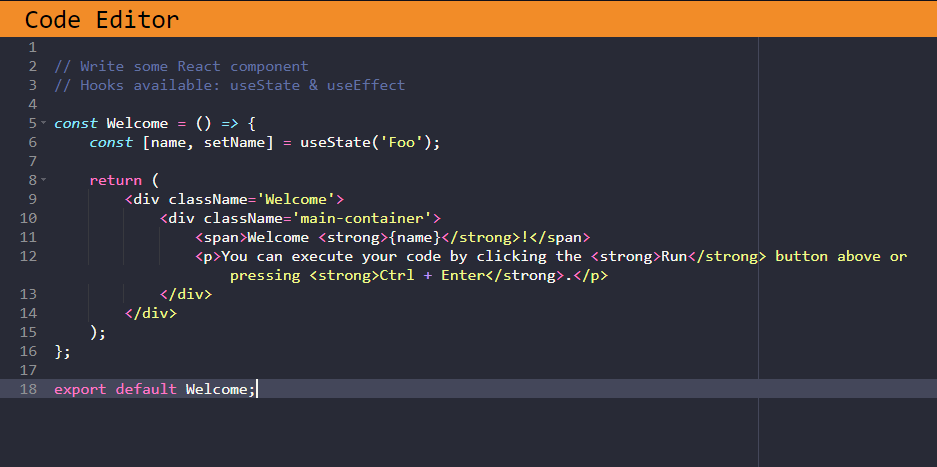 Code Editor
1
2 // Write some React component
3 // Hooks available: useState & useEffect
4
5 const Welcome = () => {
6     const [name, setName] = useState('Foo');
7
8     return (
9         <div className='Welcome'>
10             <div className='main-container'>
11                 <span>Welcome <strong>{name}</strong>!</span>
12                 <p>You can execute your code by clicking the <strong>Run</strong> button above or
                    pressing <strong>Ctrl + Enter</strong>.</p>
13             </div>
14         </div>
15     );
16 };
17
18 export default Welcome;